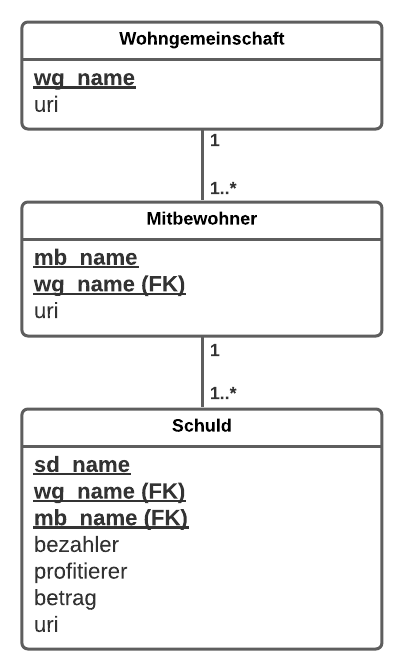 Wohngemeinschaft
wg_name
uri
1
1..*
Mitbewohner
mb_name
wg_name (FK)
uri
1
1..*
Schuld
sd_name
wg_name (FK)
mb_name (FK)
bezahler
profitierer
betrag
uri